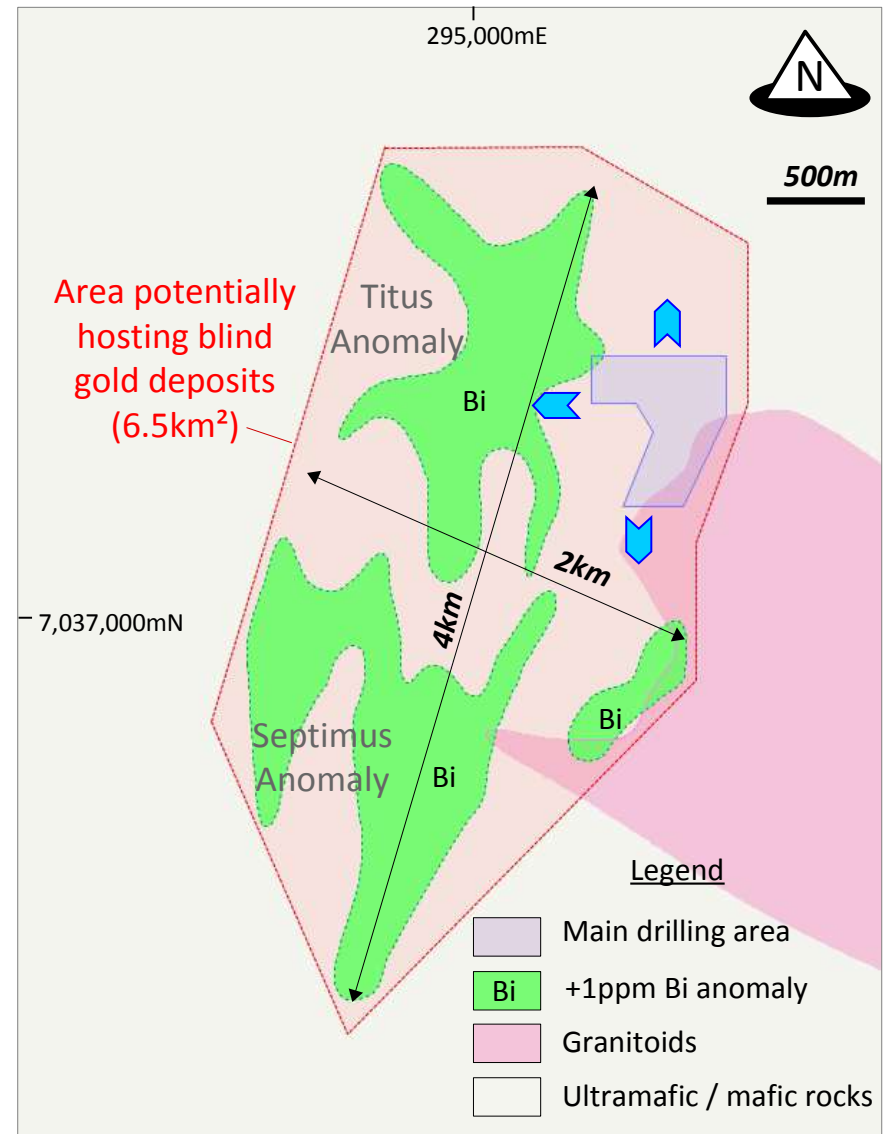 295,000mE
N
500m
Area potentially
hosting blind
gold deposits
(6.5km²)
Titus
Anomaly
Bi
2km
4km
7,037,000mN
Septimus
Anomaly
Bi
Bi
Legend
Main drilling area
Bi +1ppm Bi anomaly
Granitoids
Ultramafic / mafic rocks